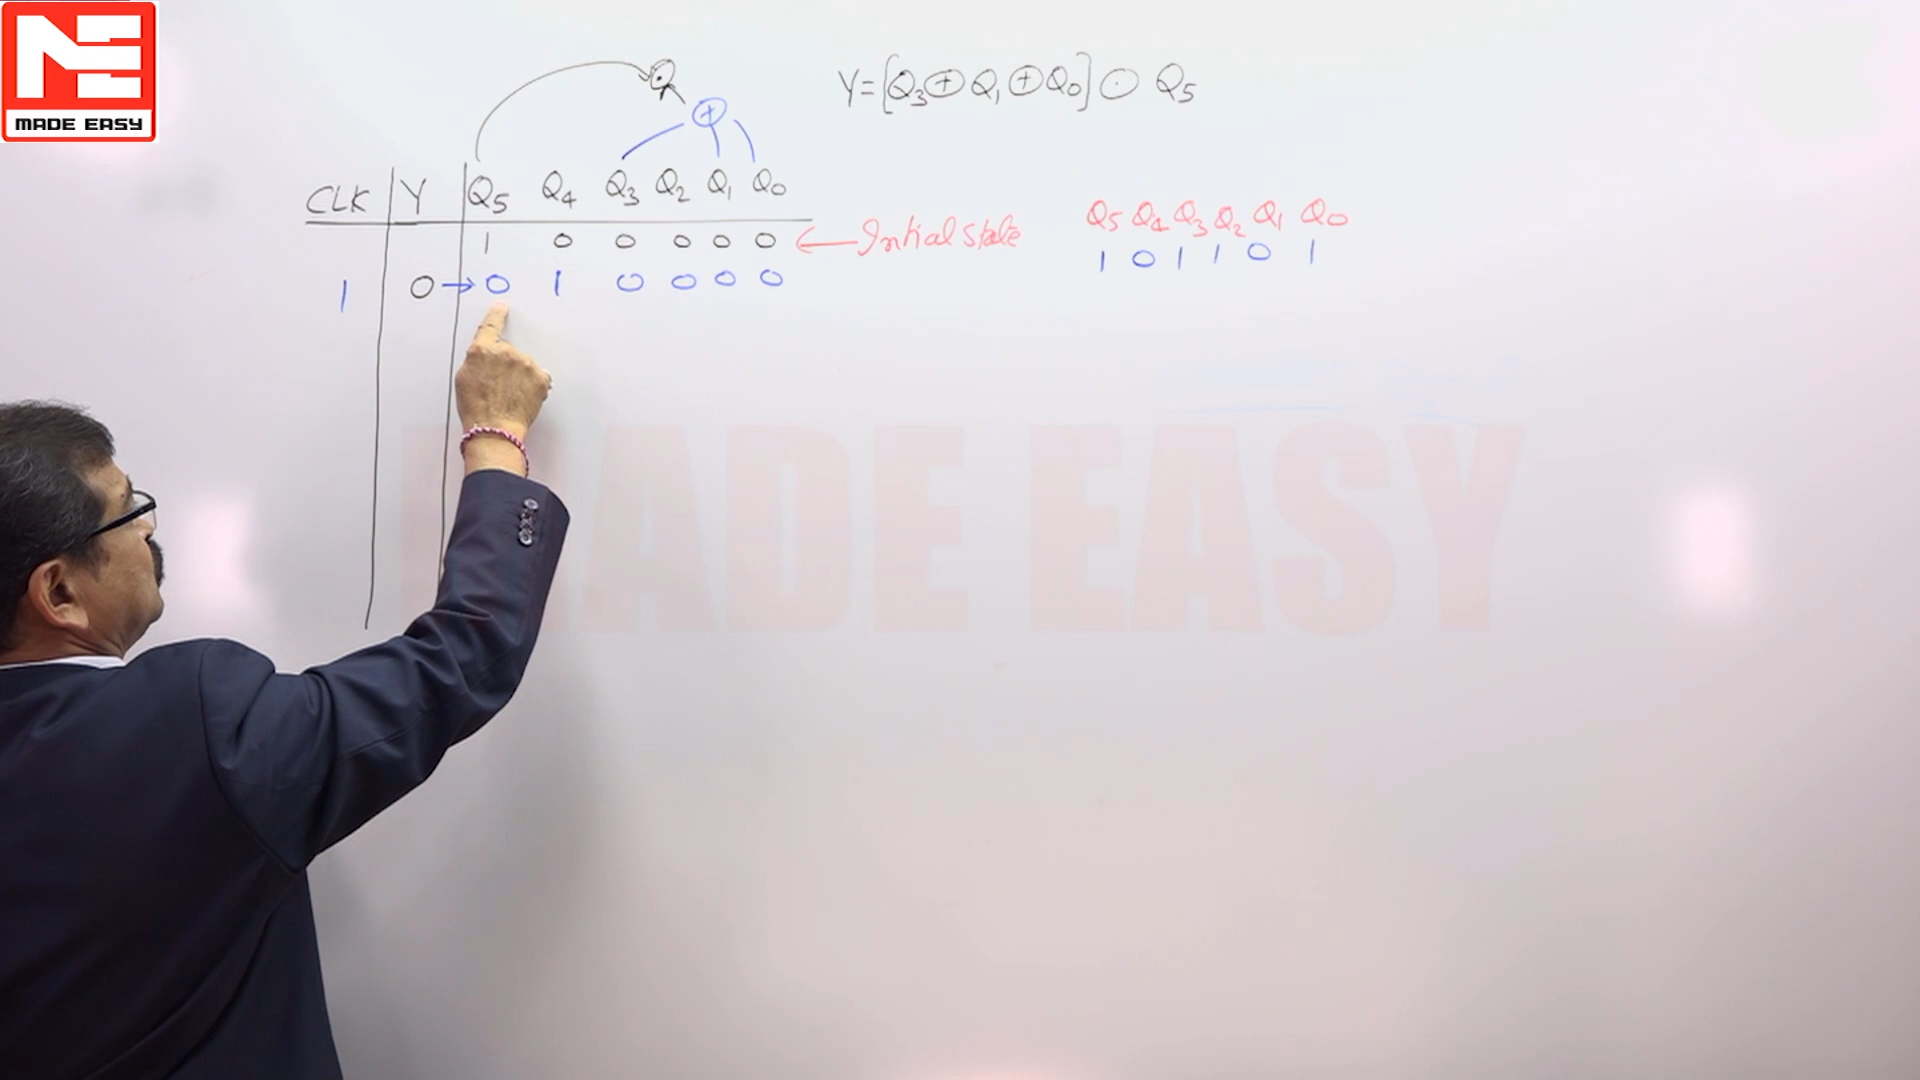 ME
MADE EASY
Y = [Q3 ⊕ Q1 ⊕ Q0] ⊙ Q5
⊕
CLK Y Q5 Q4 Q3 Q2 Q1 Q0
1 0 0 0 0 0 ← Initial state
1 0 → 0 1 0 0 0 0
Q5 Q4 Q3 Q2 Q1 Q0
1 0 1 1 0 1
MADE EASY